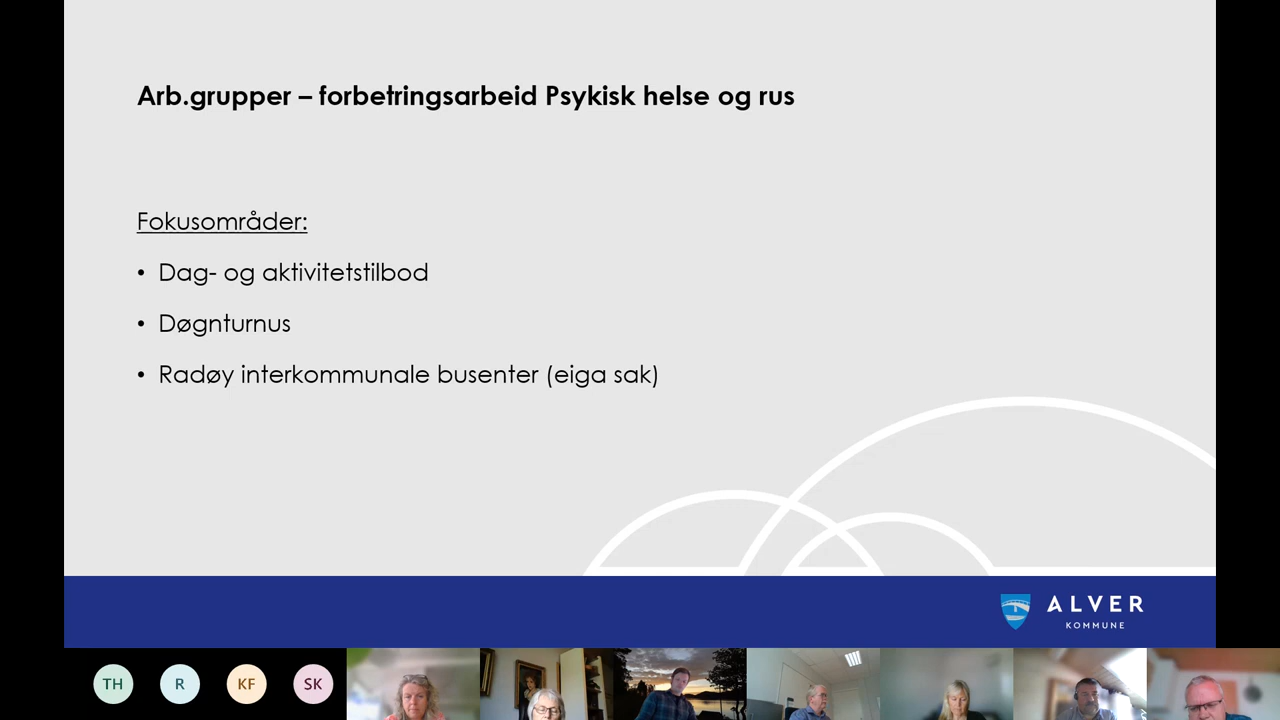 Arb.grupper – forbetringsarbeid Psykisk helse og rus
Fokusområder:
• Dag- og aktivitetstilbod
• Døgnturnus
• Radøy interkommunale busenter (eiga sak)
ALVER
KOMMUNE
TH R KF SK